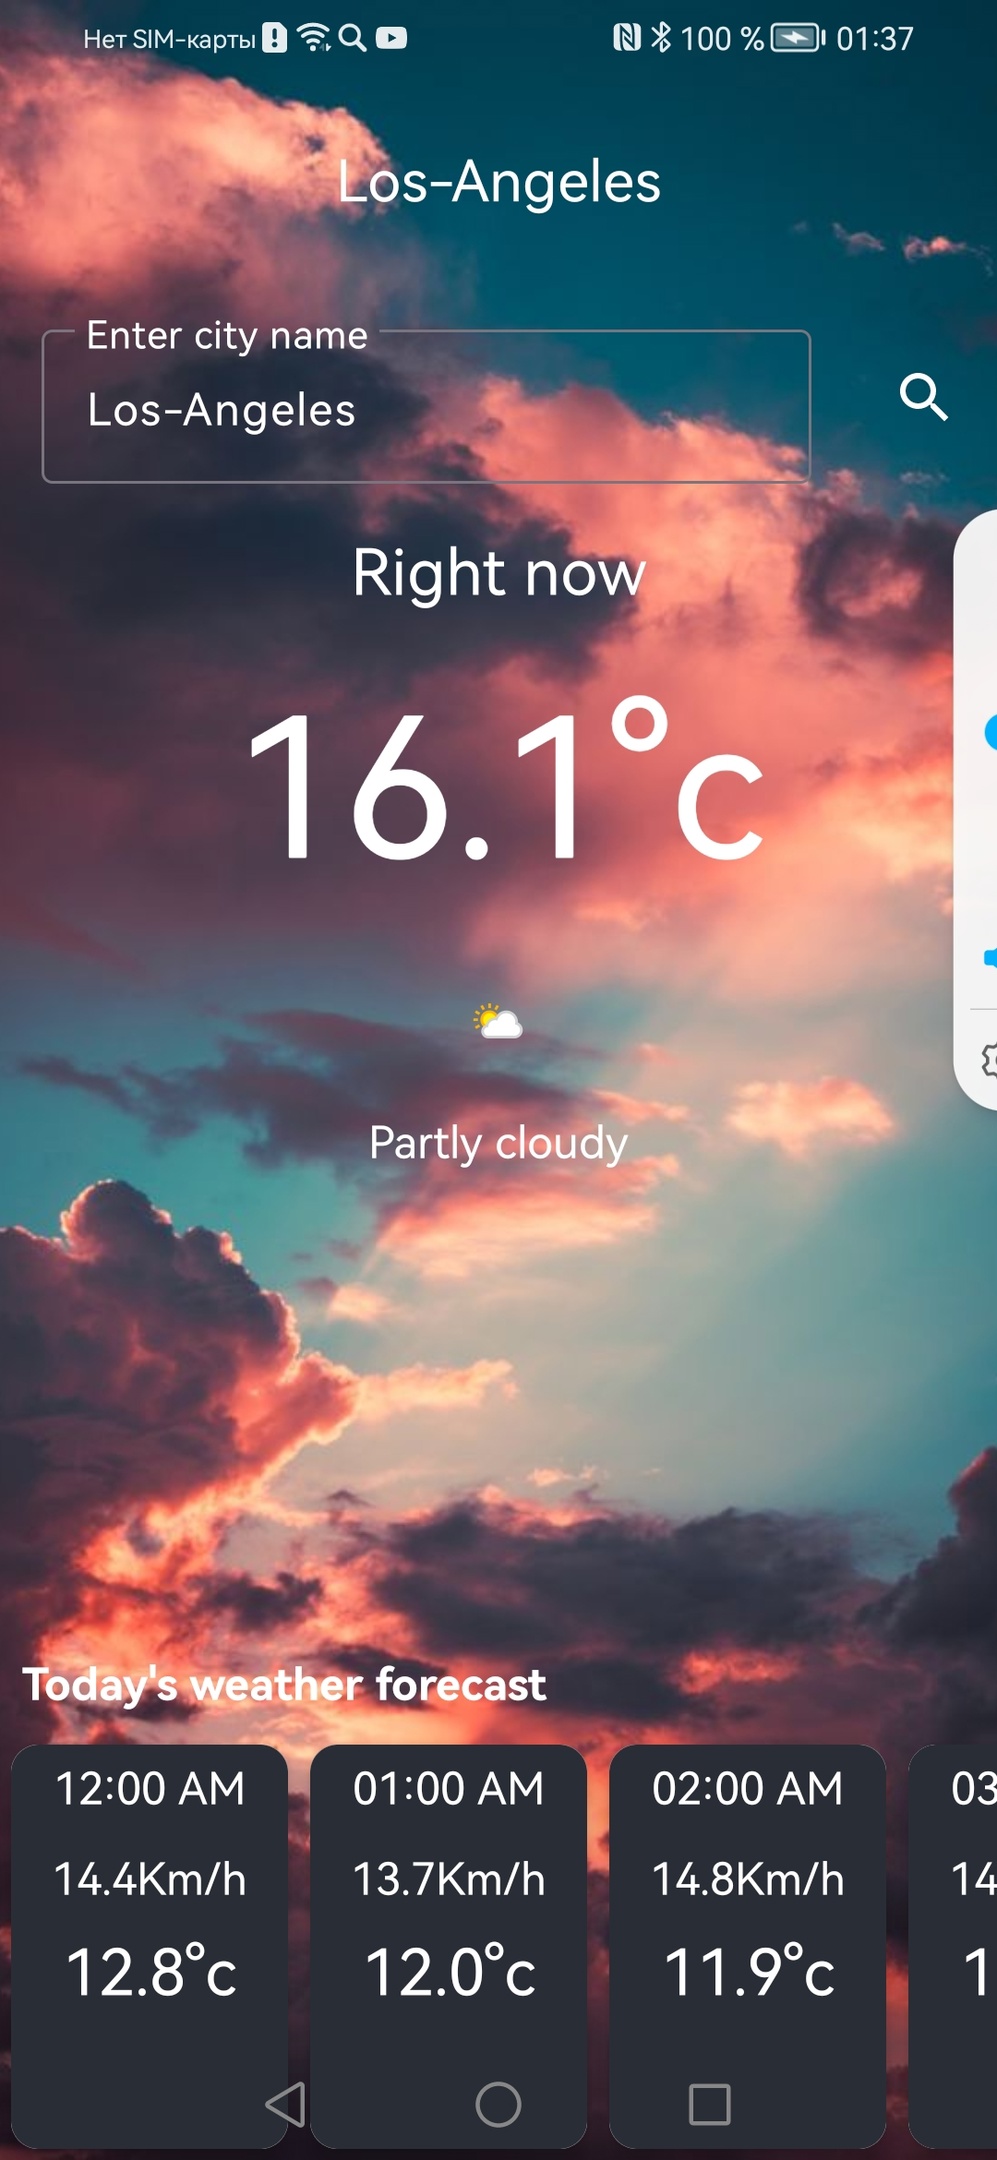 Нет SIM-карты 100 % 01:37
Los-Angeles
Enter city name
Los-Angeles
Right now
16.1°c
Partly cloudy
Today's weather forecast
12:00 AM 01:00 AM 02:00 AM 03
14.4Km/h 13.7Km/h 14.8Km/h 14
12.8°c 12.0°c 11.9°c 1